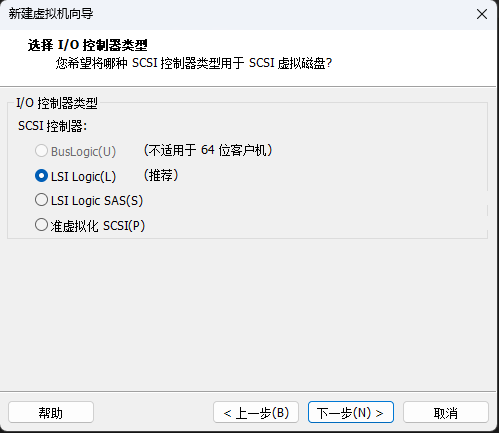 新建虚拟机向导
选择 I/O 控制器类型
您希望将哪种 SCSI 控制器类型用于 SCSI 虚拟磁盘?
I/O 控制器类型
SCSI 控制器:
BusLogic(U) （不适用于 64 位客户机）
LSI Logic(L) （推荐）
LSI Logic SAS(S)
准虚拟化 SCSI(P)
帮助 < 上一步(B) 下一步(N) > 取消